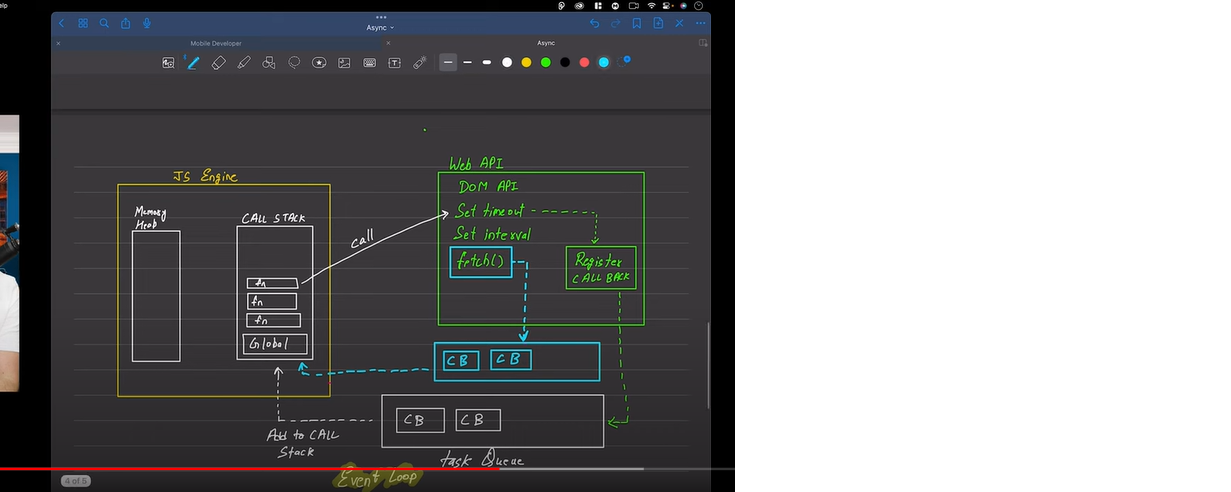 elp
Async
Mobile Developer
Async
Web API
JS Engine
DOM API
Memory
Heap
CALL STACK
Set timeout
call
Set interval
fetch()
Register
CALL BACK
fn
fn
fn
Global
CB
CB
CB
CB
Add to CALL
Stack
task Queue
Event Loop
4 of 5